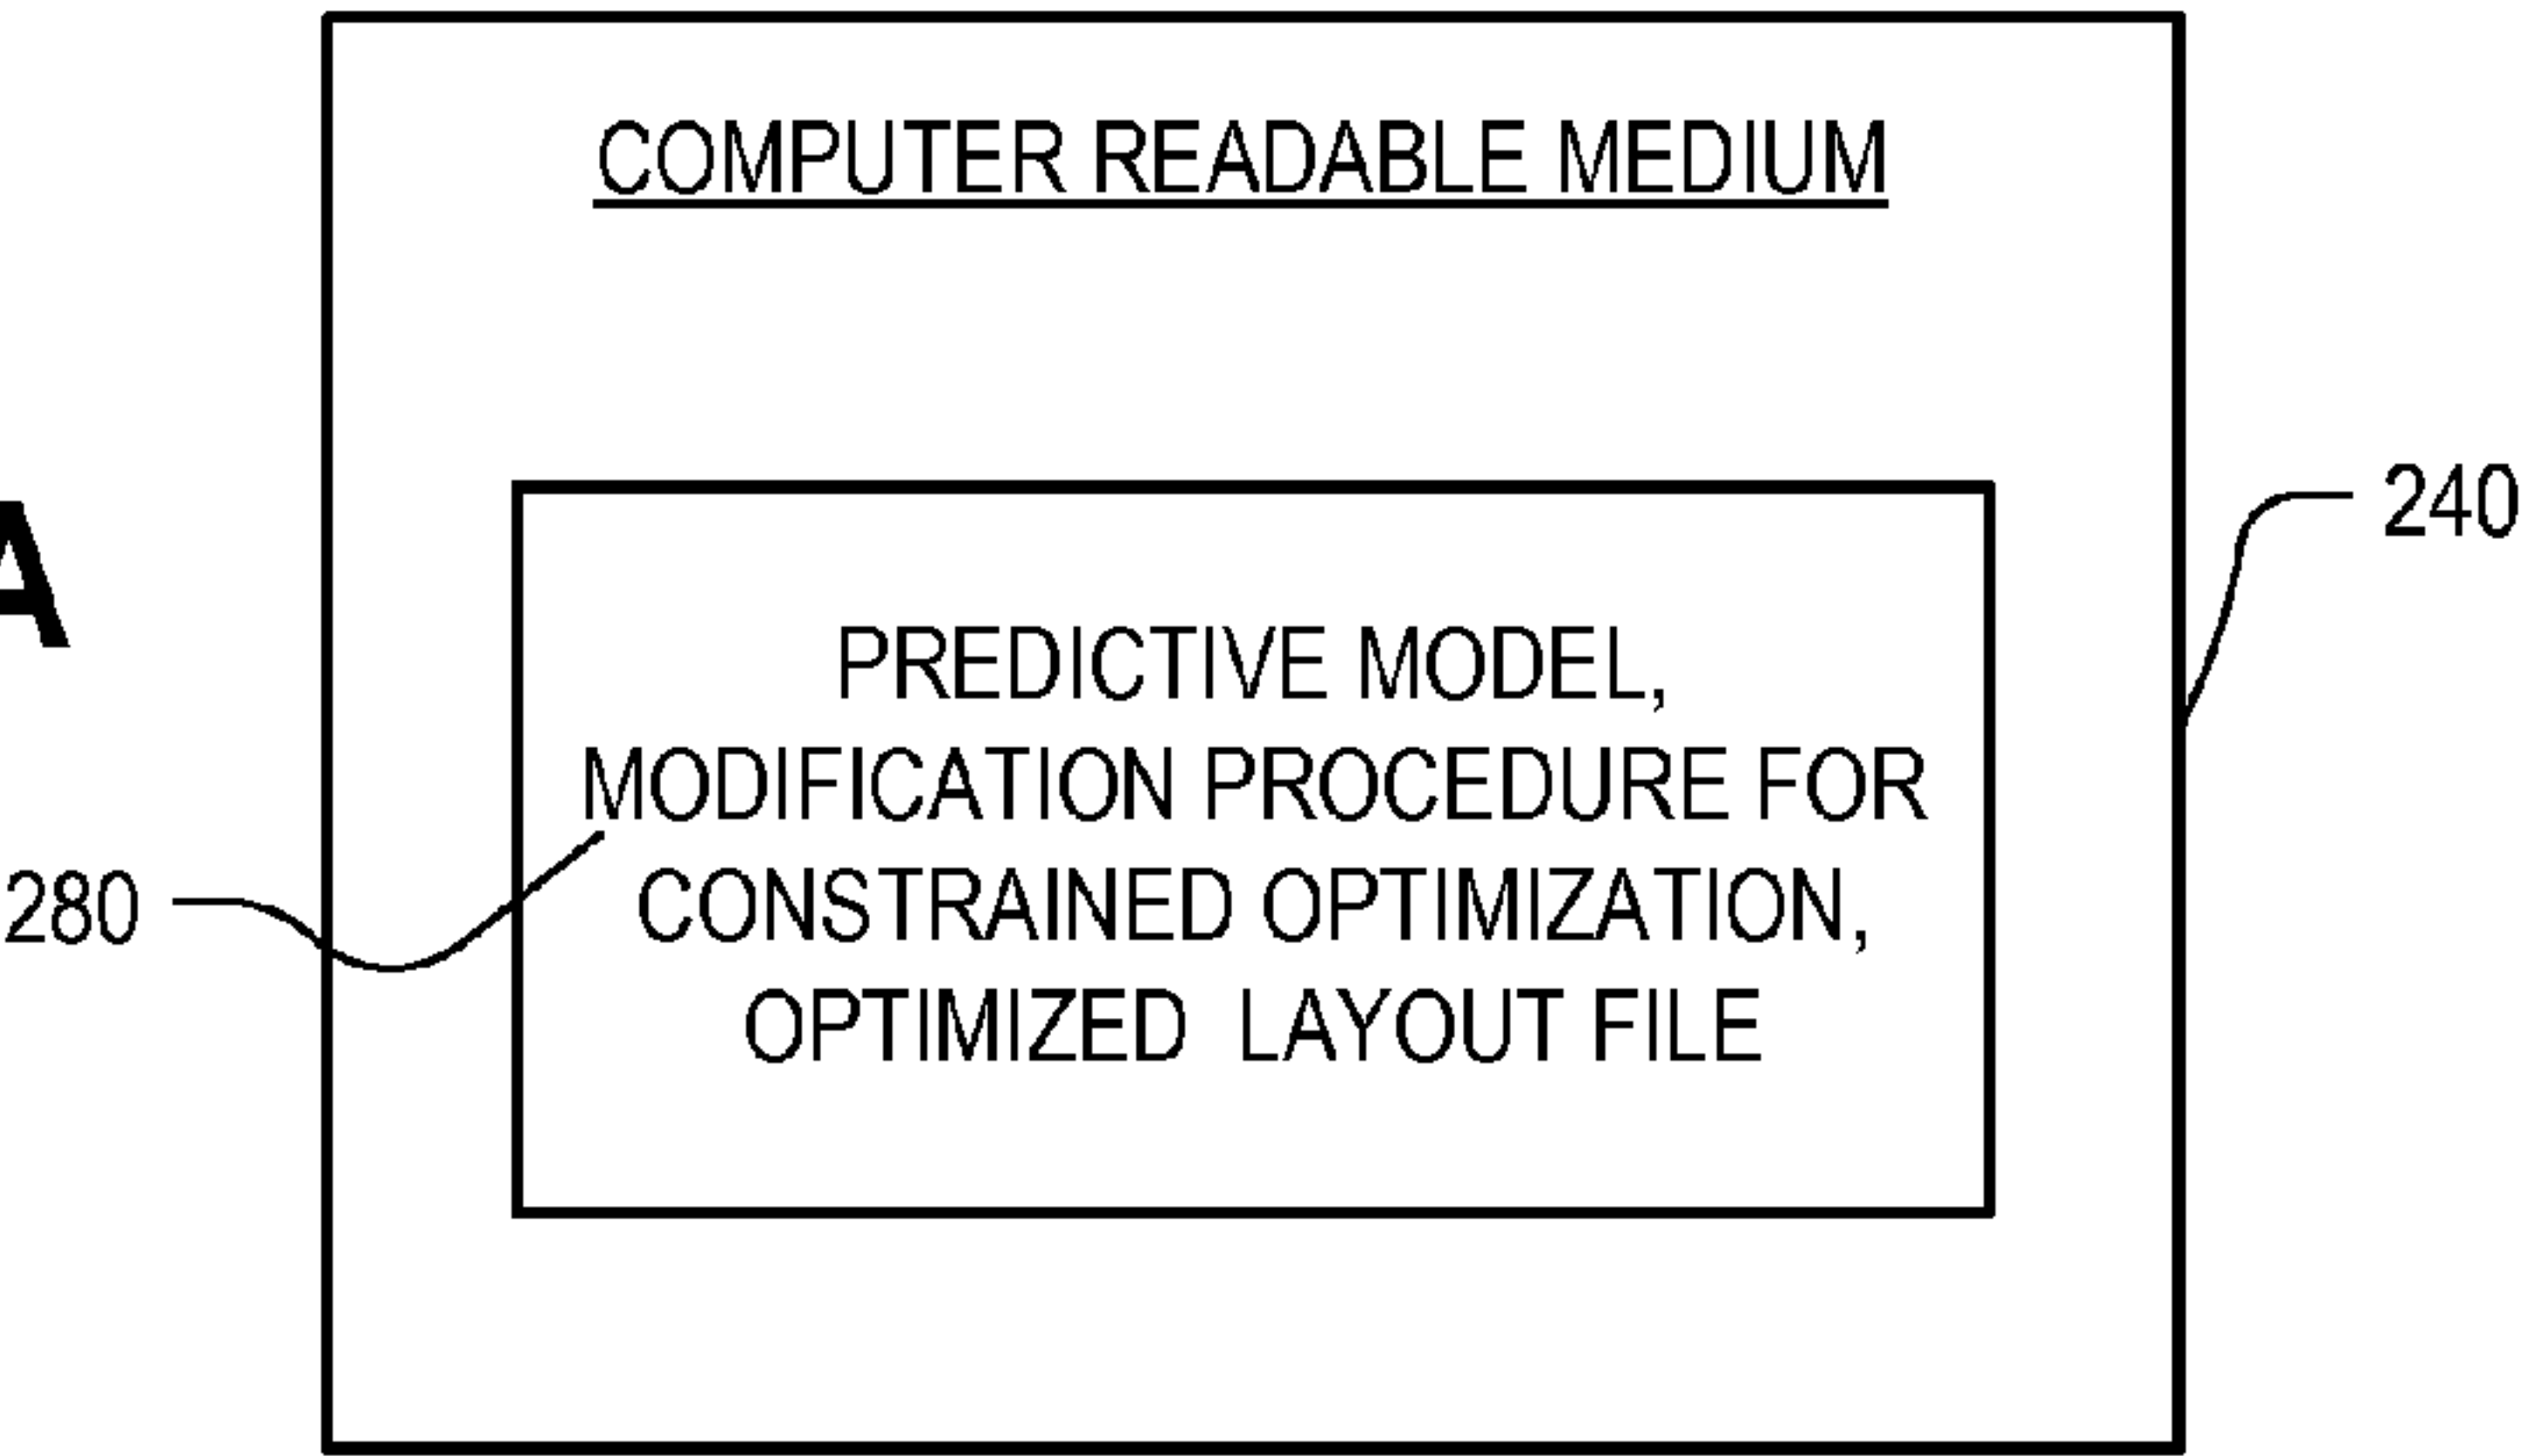 COMPUTER READABLE MEDIUM
A
240
PREDICTIVE MODEL,
MODIFICATION PROCEDURE FOR
280
CONSTRAINED OPTIMIZATION,
OPTIMIZED LAYOUT FILE